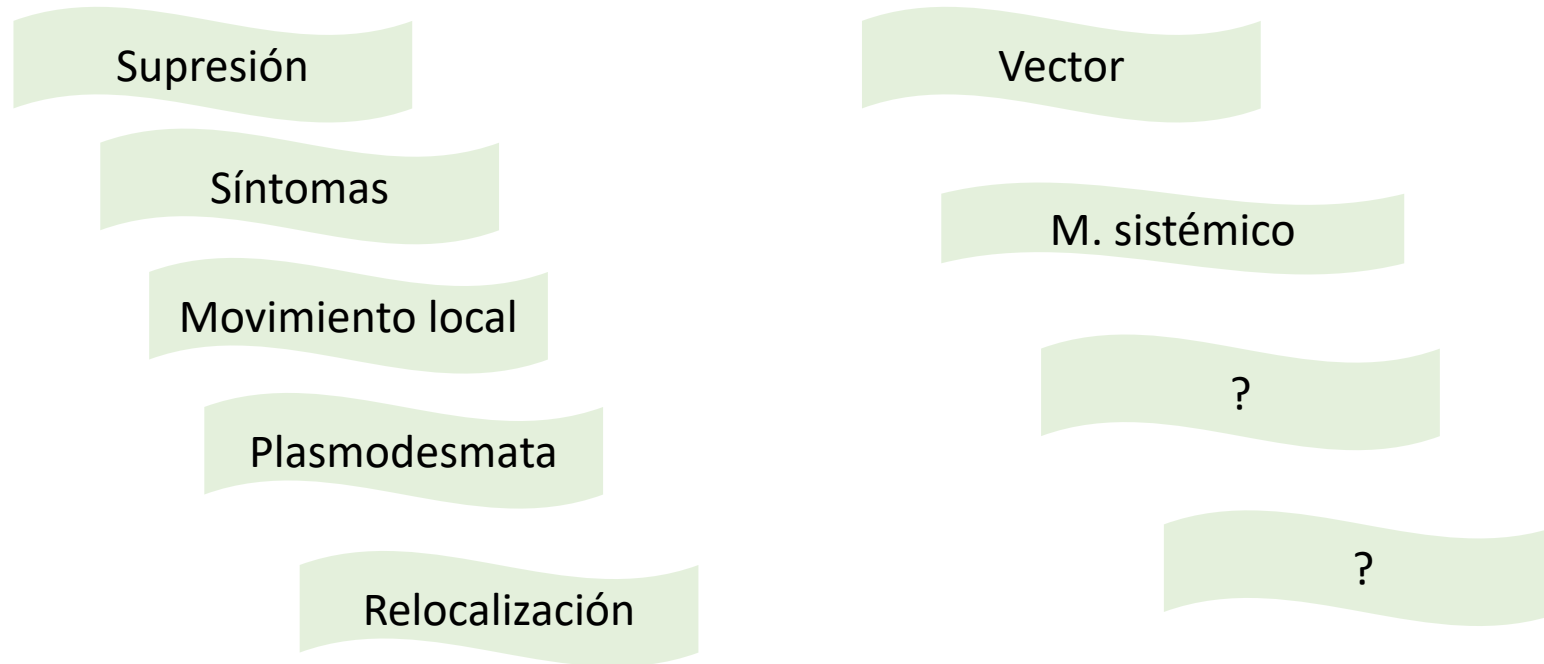 Supresión
Síntomas
Movimiento local
Plasmodesmata
Relocalización
Vector
M. sistémico
?
?